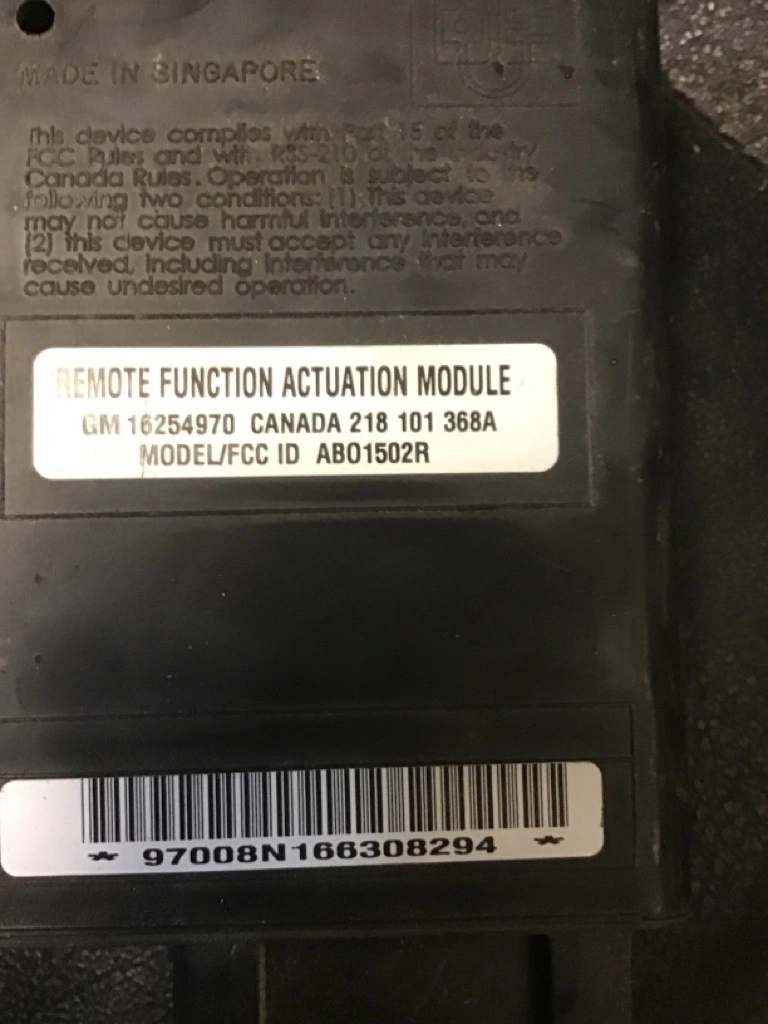 MADE IN SINGAPORE
This device complies with Part 15 of the
FCC Rules and with RSS-210 of the Industry
Canada Rules. Operation is subject to the
following two conditions: (1) This device
may not cause harmful interference, and
(2) this device must accept any interference
received, including interference that may
cause undesired operation.
REMOTE FUNCTION ACTUATION MODULE
GM 16254970 CANADA 218 101 368A
MODEL/FCC ID ABO1502R
* 97008N166308294 *